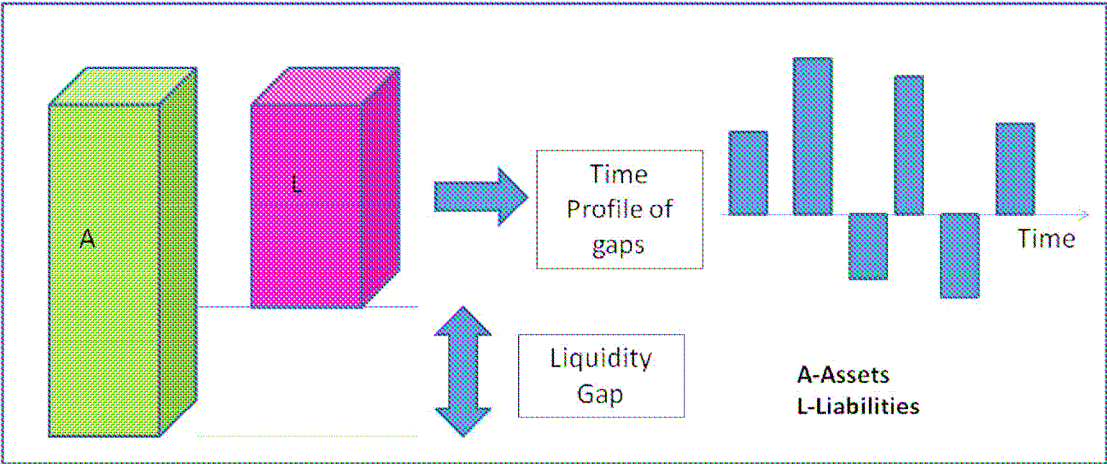 A
L
Time
Profile of
gaps
Time
Liquidity
Gap
A-Assets
L-Liabilities